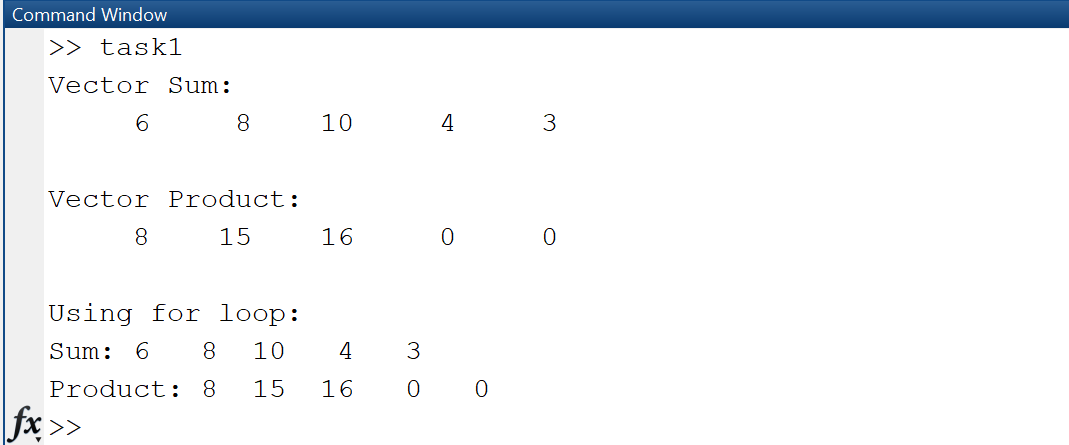 Command Window
>> task1
Vector Sum:
6 8 10 4 3
Vector Product:
8 15 16 0 0
Using for loop:
Sum: 6 8 10 4 3
Product: 8 15 16 0 0
fx >>